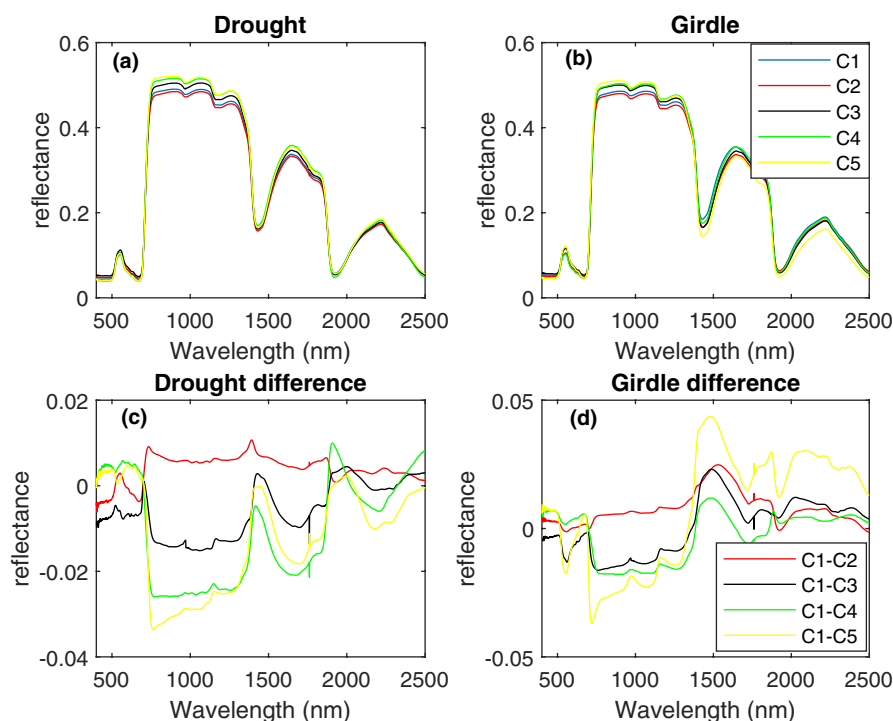 Drought
(a)
0.6
0.4
0.2
0
reflectance
500 1000 1500 2000 2500
Wavelength (nm)
Girdle
(b)
0.6
0.4
0.2
0
reflectance
500 1000 1500 2000 2500
Wavelength (nm)
C1
C2
C3
C4
C5
Drought difference
(c)
0.02
0
-0.02
-0.04
reflectance
500 1000 1500 2000 2500
Wavelength (nm)
Girdle difference
(d)
0.05
0
-0.05
reflectance
500 1000 1500 2000 2500
Wavelength (nm)
C1-C2
C1-C3
C1-C4
C1-C5